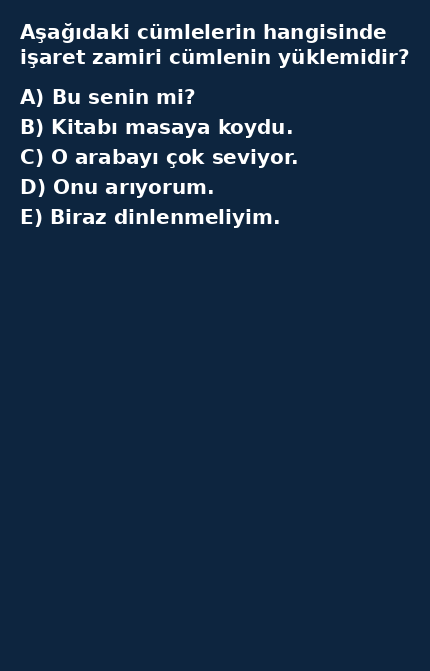 Aşağıdaki cümlelerin hangisinde
işaret zamiri cümlenin yüklemidir?
A) Bu senin mi?
B) Kitabı masaya koydu.
C) O arabayı çok seviyor.
D) Onu arıyorum.
E) Biraz dinlenmeliyim.